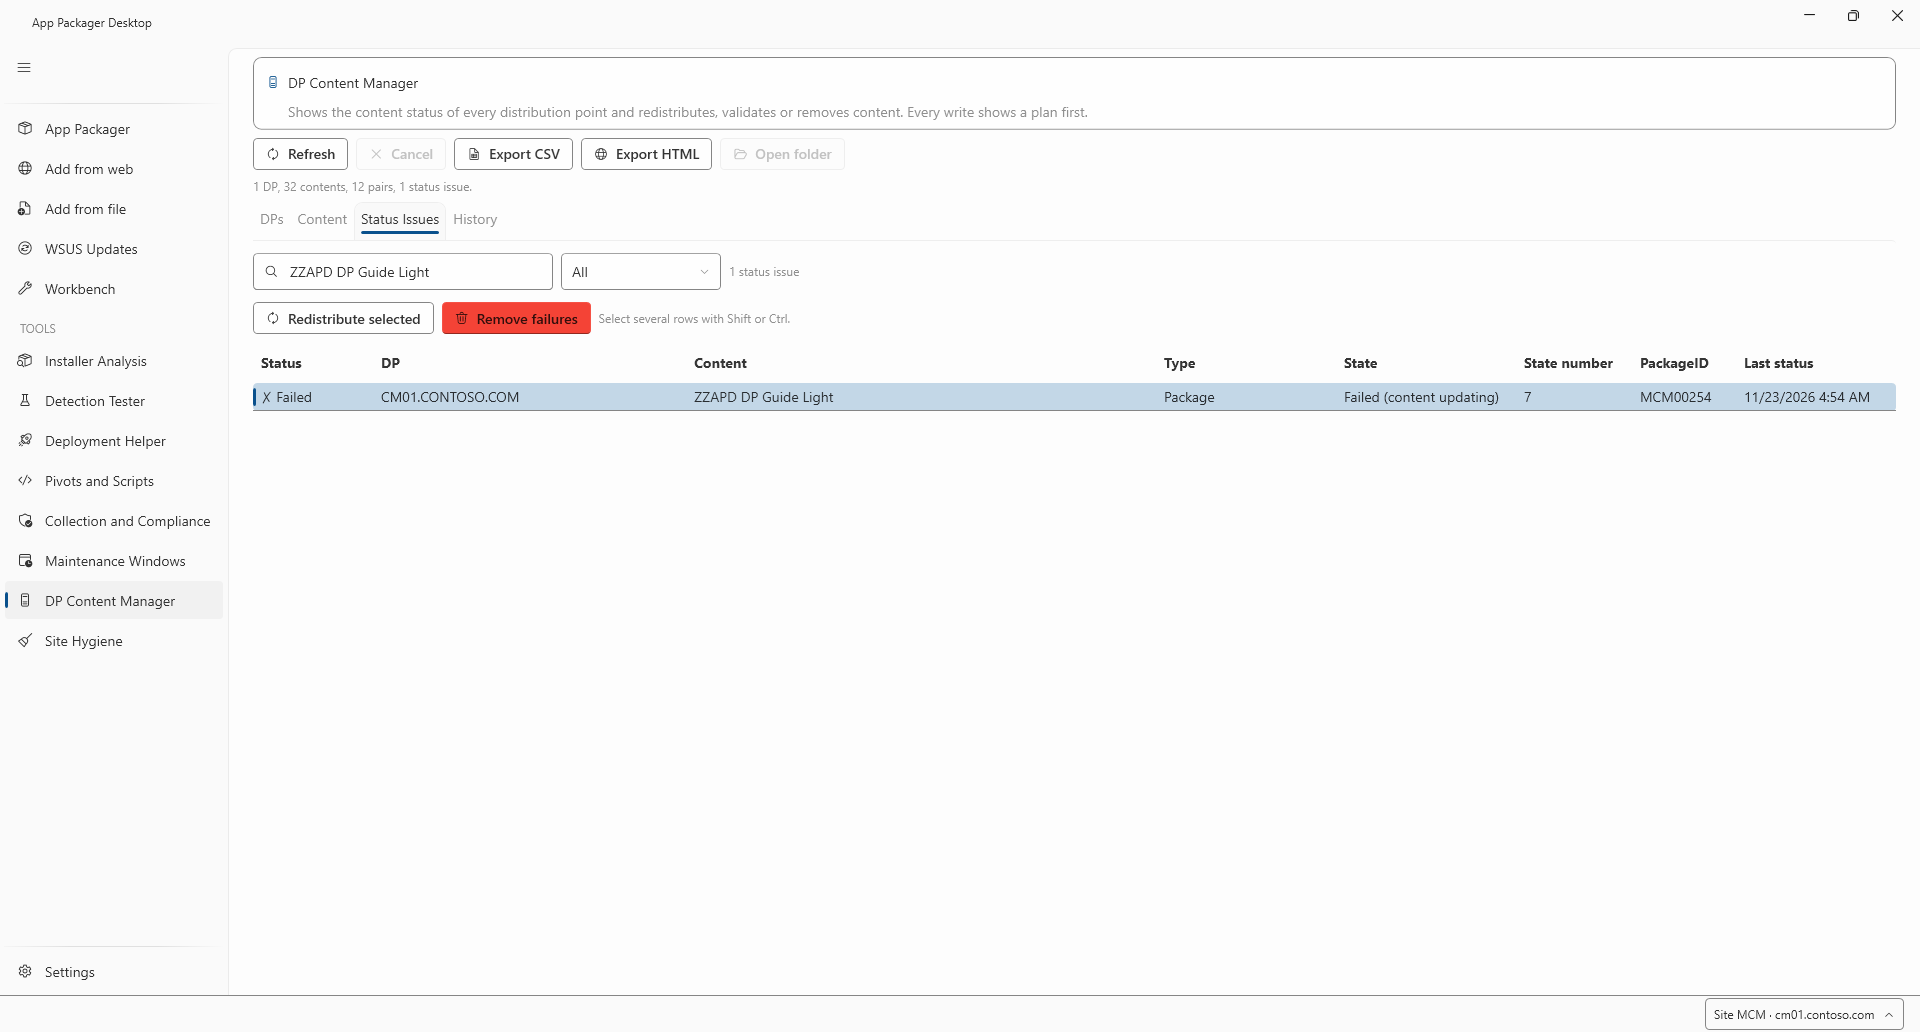 App Packager Desktop
DP Content Manager
Shows the content status of every distribution point and redistributes, validates or removes content. Every write shows a plan first.
Refresh
Cancel
Export CSV
Export HTML
Open folder
1 DP, 32 contents, 12 pairs, 1 status issue.
DPs
Content
Status Issues
History
ZZAPD DP Guide Light
All
1 status issue
Redistribute selected
Remove failures
Select several rows with Shift or Ctrl.
Status DP Content Type State State number PackageID Last status
X Failed CM01.CONTOSO.COM ZZAPD DP Guide Light Package Failed (content updating) 7 MCM00254 11/23/2026 4:54 AM
App Packager
Add from web
Add from file
WSUS Updates
Workbench
TOOLS
Installer Analysis
Detection Tester
Deployment Helper
Pivots and Scripts
Collection and Compliance
Maintenance Windows
DP Content Manager
Site Hygiene
Settings
Site MCM · cm01.contoso.com